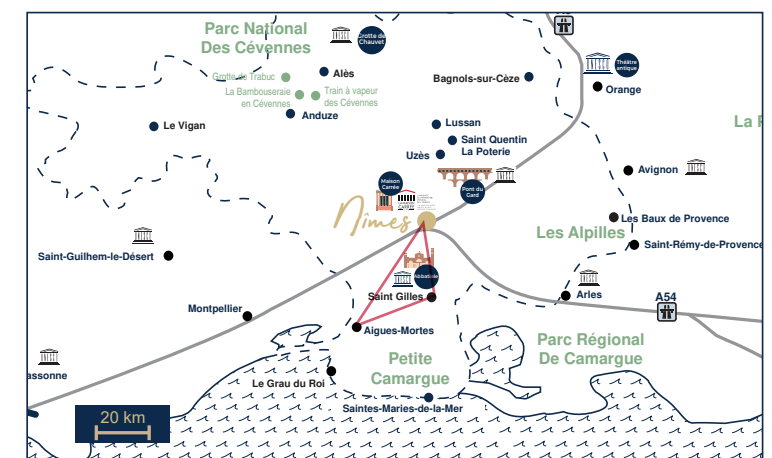 Parc National
Des Cévennes
Grotte de
Chauvet
Théâtre
antique
Grotte de Trabuc
Alès
Bagnols-sur-Cèze
Orange
La Bambouseraie
en Cévennes
Train à vapeur
des Cévennes
Anduze
Le Vigan
Lussan
Saint Quentin
La Poterie
Uzès
La
Avignon
Maison
Carrée
Pont du
Gard
Nîmes
Les Baux de Provence
Les Alpilles
Saint-Rémy-de-Provence
Saint-Guilhem-le-Désert
Abbatiale
Saint Gilles
Arles
A54
Montpellier
Aigues-Mortes
assonne
Petite
Camargue
Parc Régional
De Camargue
Le Grau du Roi
Saintes-Maries-de-la-Mer
20 km